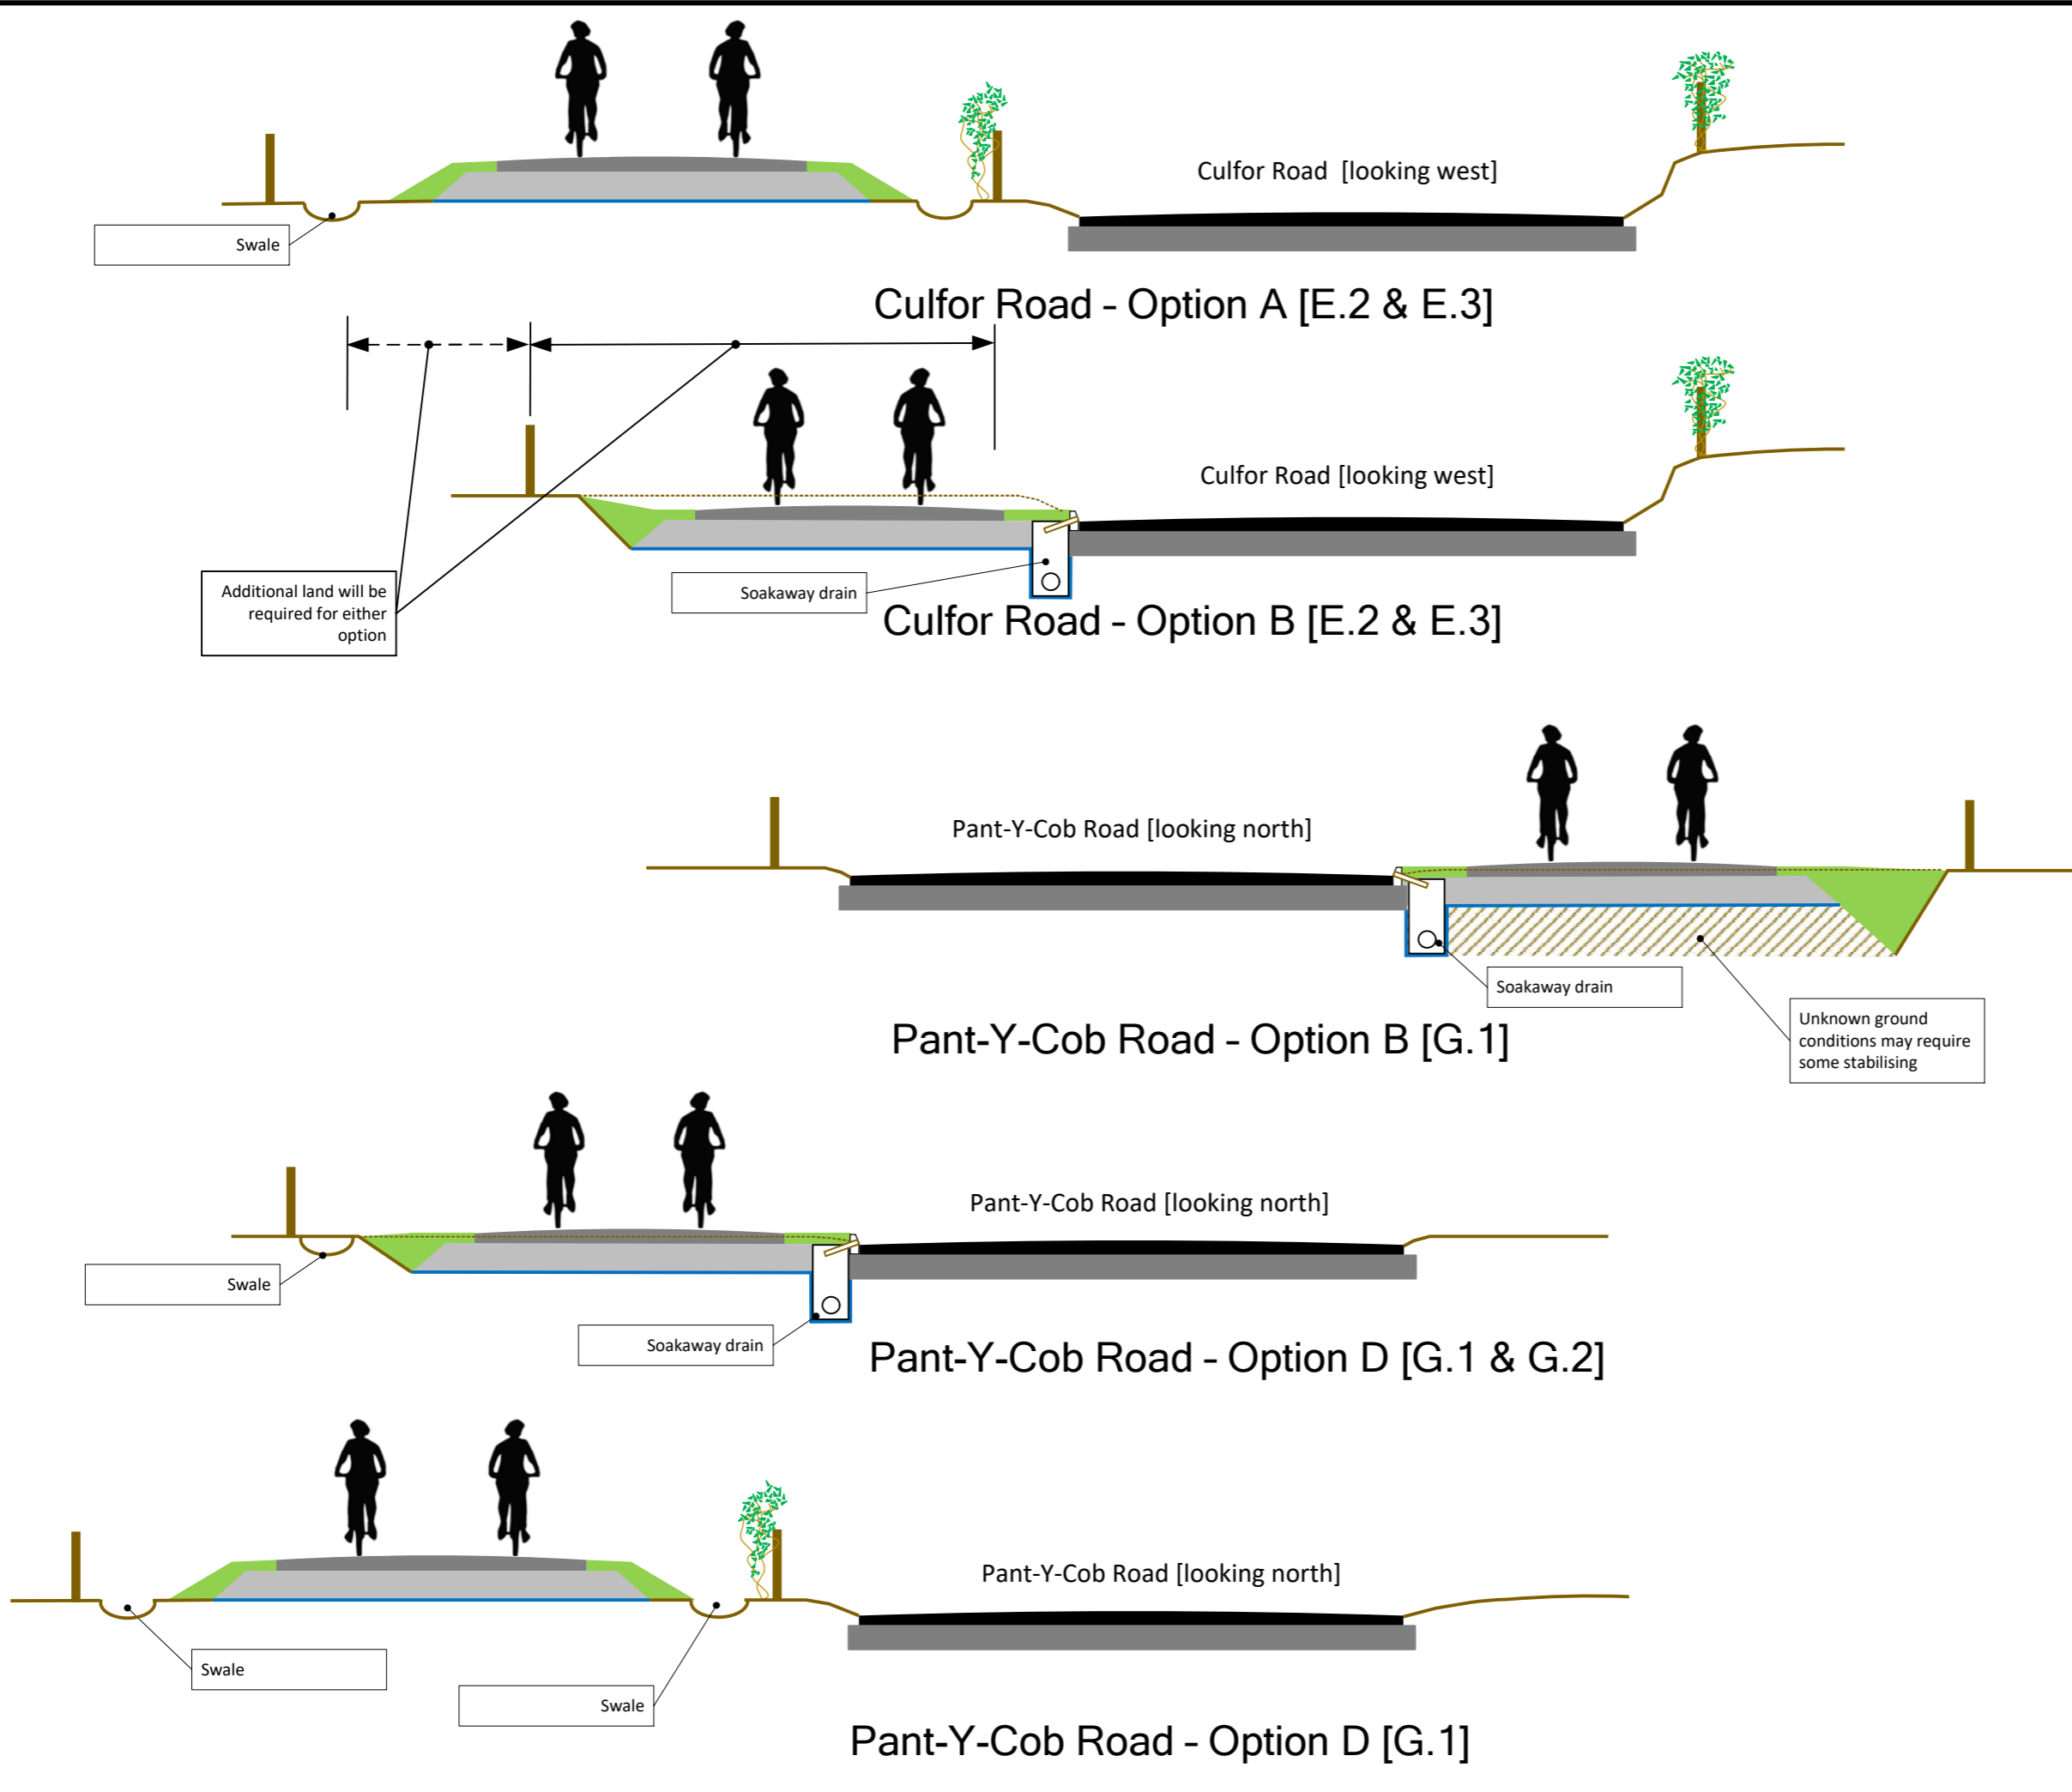 Culfor Road [looking west]
Swale
Culfor Road - Option A [E.2 & E.3]
Culfor Road [looking west]
Additional land will be
required for either
option
Soakaway drain
Culfor Road - Option B [E.2 & E.3]
Pant-Y-Cob Road [looking north]
Soakaway drain
Unknown ground
conditions may require
some stabilising
Pant-Y-Cob Road - Option B [G.1]
Pant-Y-Cob Road [looking north]
Swale
Soakaway drain
Pant-Y-Cob Road - Option D [G.1 & G.2]
Pant-Y-Cob Road [looking north]
Swale
Swale
Pant-Y-Cob Road - Option D [G.1]